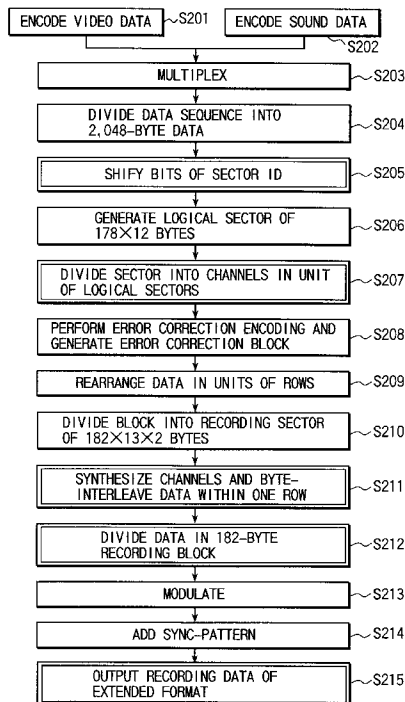 ENCODE VIDEO DATA
S201
ENCODE SOUND DATA
S202
MULTIPLEX
S203
DIVIDE DATA SEQUENCE INTO
2,048-BYTE DATA
S204
SHIFY BITS OF SECTOR ID
S205
GENERATE LOGICAL SECTOR OF
178×12 BYTES
S206
DIVIDE SECTOR INTO CHANNELS IN UNIT
OF LOGICAL SECTORS
S207
PERFORM ERROR CORRECTION ENCODING AND
GENERATE ERROR CORRECTION BLOCK
S208
REARRANGE DATA IN UNITS OF ROWS
S209
DIVIDE BLOCK INTO RECORDING SECTOR
OF 182×13×2 BYTES
S210
SYNTHESIZE CHANNELS AND BYTE-
INTERLEAVE DATA WITHIN ONE ROW
S211
DIVIDE DATA IN 182-BYTE
RECORDING BLOCK
S212
MODULATE
S213
ADD SYNC-PATTERN
S214
OUTPUT RECORDING DATA OF
EXTENDED FORMAT
S215